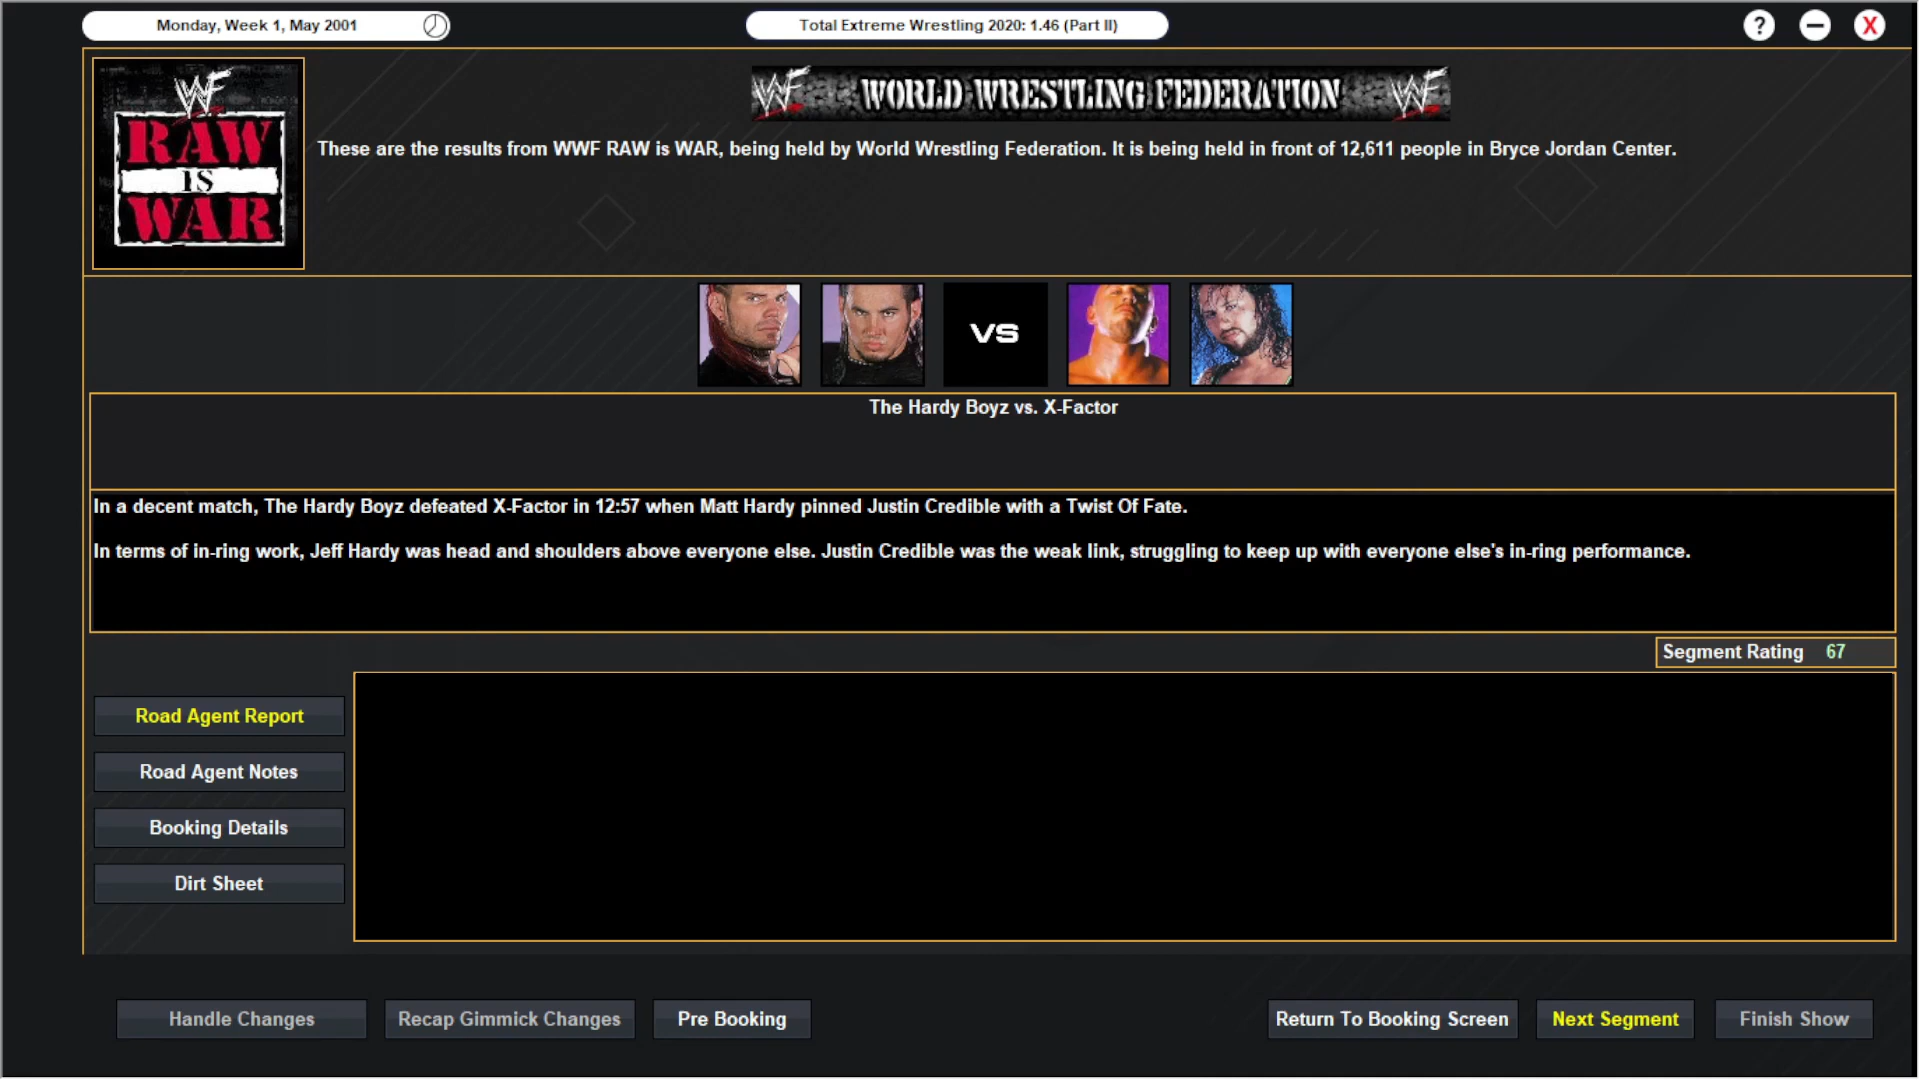 Monday, Week 1, May 2001
Total Extreme Wrestling 2020: 1.46 (Part II)
?
X
WF
RAW
IS
WAR
WF WORLD WRESTLING FEDERATION WF
These are the results from WWF RAW is WAR, being held by World Wrestling Federation. It is being held in front of 12,611 people in Bryce Jordan Center.
VS
The Hardy Boyz vs. X-Factor
In a decent match, The Hardy Boyz defeated X-Factor in 12:57 when Matt Hardy pinned Justin Credible with a Twist Of Fate.
In terms of in-ring work, Jeff Hardy was head and shoulders above everyone else. Justin Credible was the weak link, struggling to keep up with everyone else's in-ring performance.
Segment Rating 67
Road Agent Report
Road Agent Notes
Booking Details
Dirt Sheet
Handle Changes Recap Gimmick Changes Pre Booking Return To Booking Screen Next Segment Finish Show